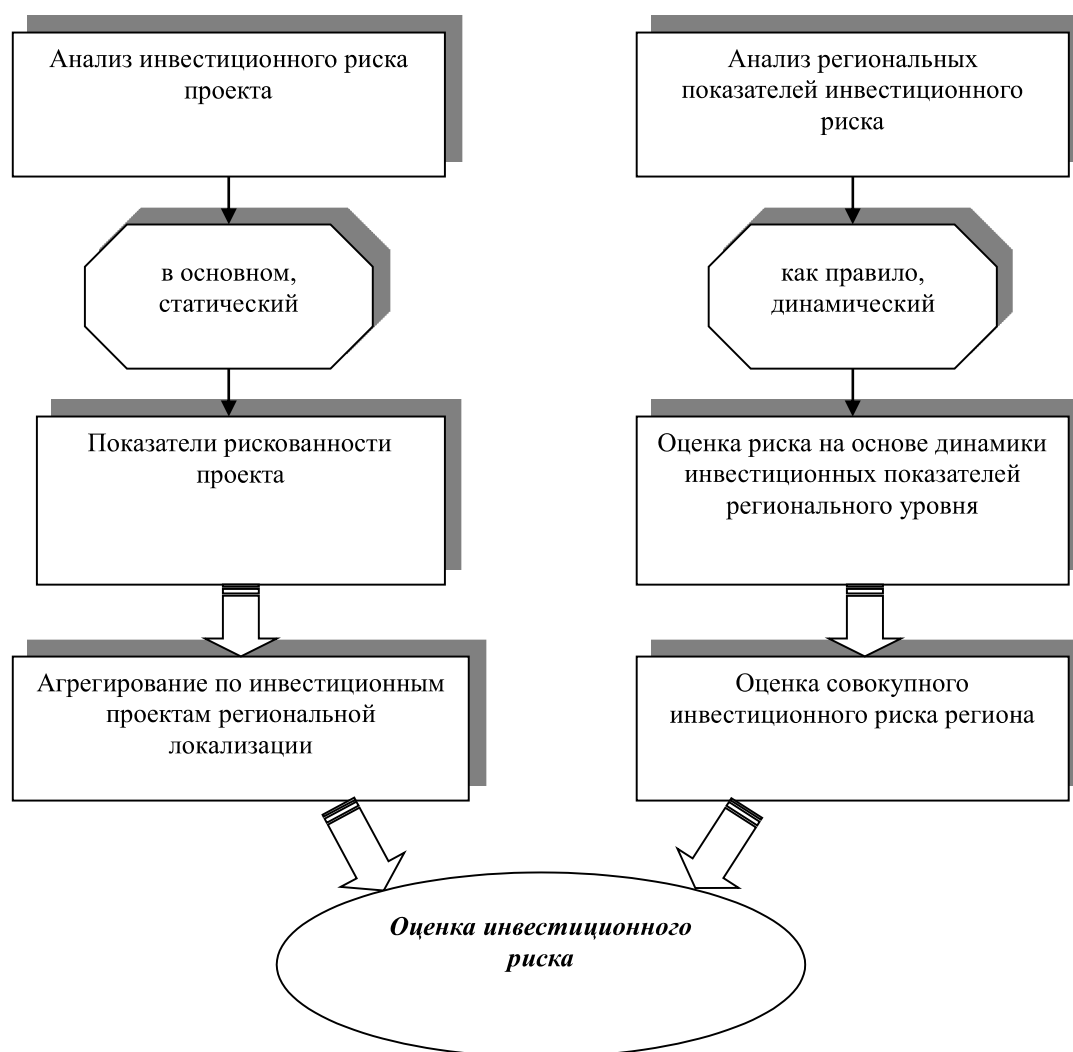 Анализ инвестиционного риска
проекта
Анализ региональных
показателей инвестиционного
риска
в основном,
статический
как правило,
динамический
Показатели рискованности
проекта
Оценка риска на основе динамики
инвестиционных показателей
регионального уровня
Агрегирование по инвестиционным
проектам региональной
локализации
Оценка совокупного
инвестиционного риска региона
Оценка инвестиционного
риска